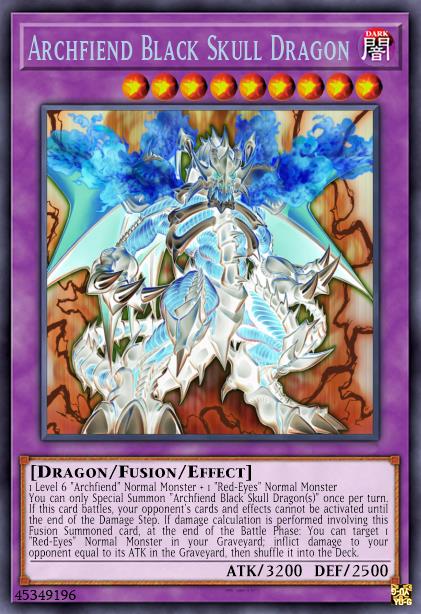 ARCHFIEND BLACK SKULL DRAGON
DARK
闇
[DRAGON/FUSION/EFFECT]
1 Level 6 "Archfiend" Normal Monster + 1 "Red-Eyes" Normal Monster
You can only Special Summon "Archfiend Black Skull Dragon(s)" once per turn.
If this card battles, your opponent's cards and effects cannot be activated until
the end of the Damage Step. If damage calculation is performed involving this
Fusion Summoned card, at the end of the Battle Phase: You can target 1
"Red-Eyes" Normal Monster in your Graveyard; inflict damage to your
opponent equal to its ATK in the Graveyard, then shuffle it into the Deck.
ATK/3200 DEF/2500
45349196